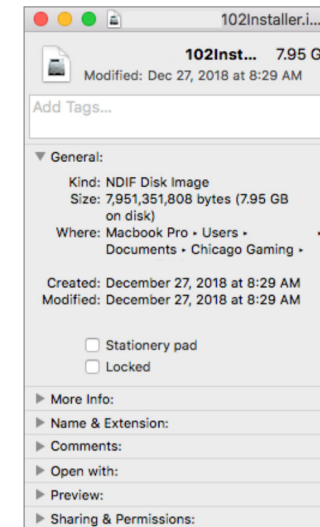 102Installer.i...
102Inst... 7.95 G
Modified: Dec 27, 2018 at 8:29 AM
Add Tags...
General:
Kind: NDIF Disk Image
Size: 7,951,351,808 bytes (7.95 GB
on disk)
Where: Macbook Pro ▸ Users ▸
Documents ▸ Chicago Gaming ▸
Created: December 27, 2018 at 8:29 AM
Modified: December 27, 2018 at 8:29 AM
Stationery pad
Locked
More Info:
Name & Extension:
Comments:
Open with:
Preview:
Sharing & Permissions: